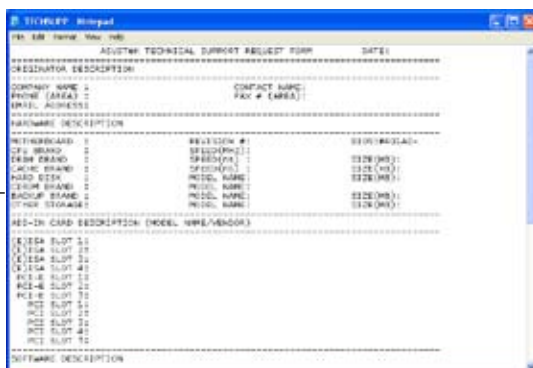 TECHSUPP - Notepad
File Edit Format View Help
ASUSTeK TECHNICAL SUPPORT REQUEST FORM DATE:
ORIGINATOR DESCRIPTION
COMPANY NAME : CONTACT NAME:
PHONE (AREA) : FAX # (AREA):
EMAIL ADDRESS:
HARDWARE DESCRIPTION
MOTHERBOARD : REVISION #: BIOS:#401A0-
CPU BRAND : SPEED(MHz):
DRAM BRAND : SPEED(ns) : SIZE(MB):
CACHE BRAND : SPEED(ns) : SIZE(MB):
HARD DISK : MODEL NAME: SIZE(MB):
CDROM BRAND : MODEL NAME:
BACKUP BRAND : MODEL NAME: SIZE(MB):
OTHER STORAGE: MODEL NAME: SIZE(MB):
ADD-IN CARD DESCRIPTION (MODEL NAME/VENDOR)
(E)ISA SLOT 1:
(E)ISA SLOT 2:
(E)ISA SLOT 3:
(E)ISA SLOT 4:
PCI-E SLOT 1:
PCI-E SLOT 2:
PCI-E SLOT 3:
PCI SLOT 1:
PCI SLOT 2:
PCI SLOT 3:
PCI SLOT 4:
PCI SLOT 5:
SOFTWARE DESCRIPTION